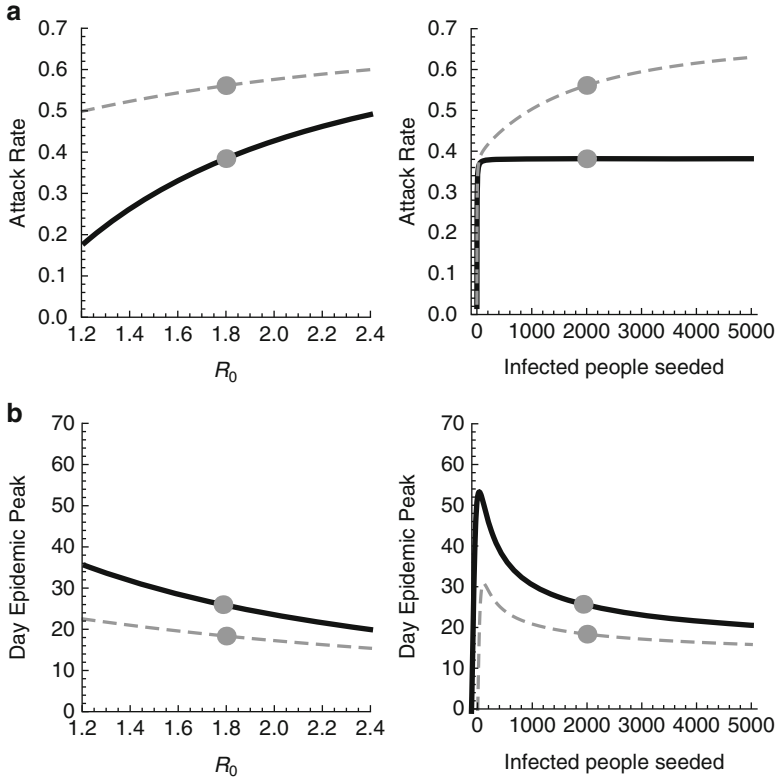 a
Attack Rate
0.7
0.6
0.5
0.4
0.3
0.2
0.1
0.0
1.2 1.4 1.6 1.8 2.0 2.2 2.4
R0
Attack Rate
0.7
0.6
0.5
0.4
0.3
0.2
0.1
0.0
0 1000 2000 3000 4000 5000
Infected people seeded
b
Day Epidemic Peak
70
60
50
40
30
20
10
0
1.2 1.4 1.6 1.8 2.0 2.2 2.4
R0
Day Epidemic Peak
70
60
50
40
30
20
10
0
0 1000 2000 3000 4000 5000
Infected people seeded